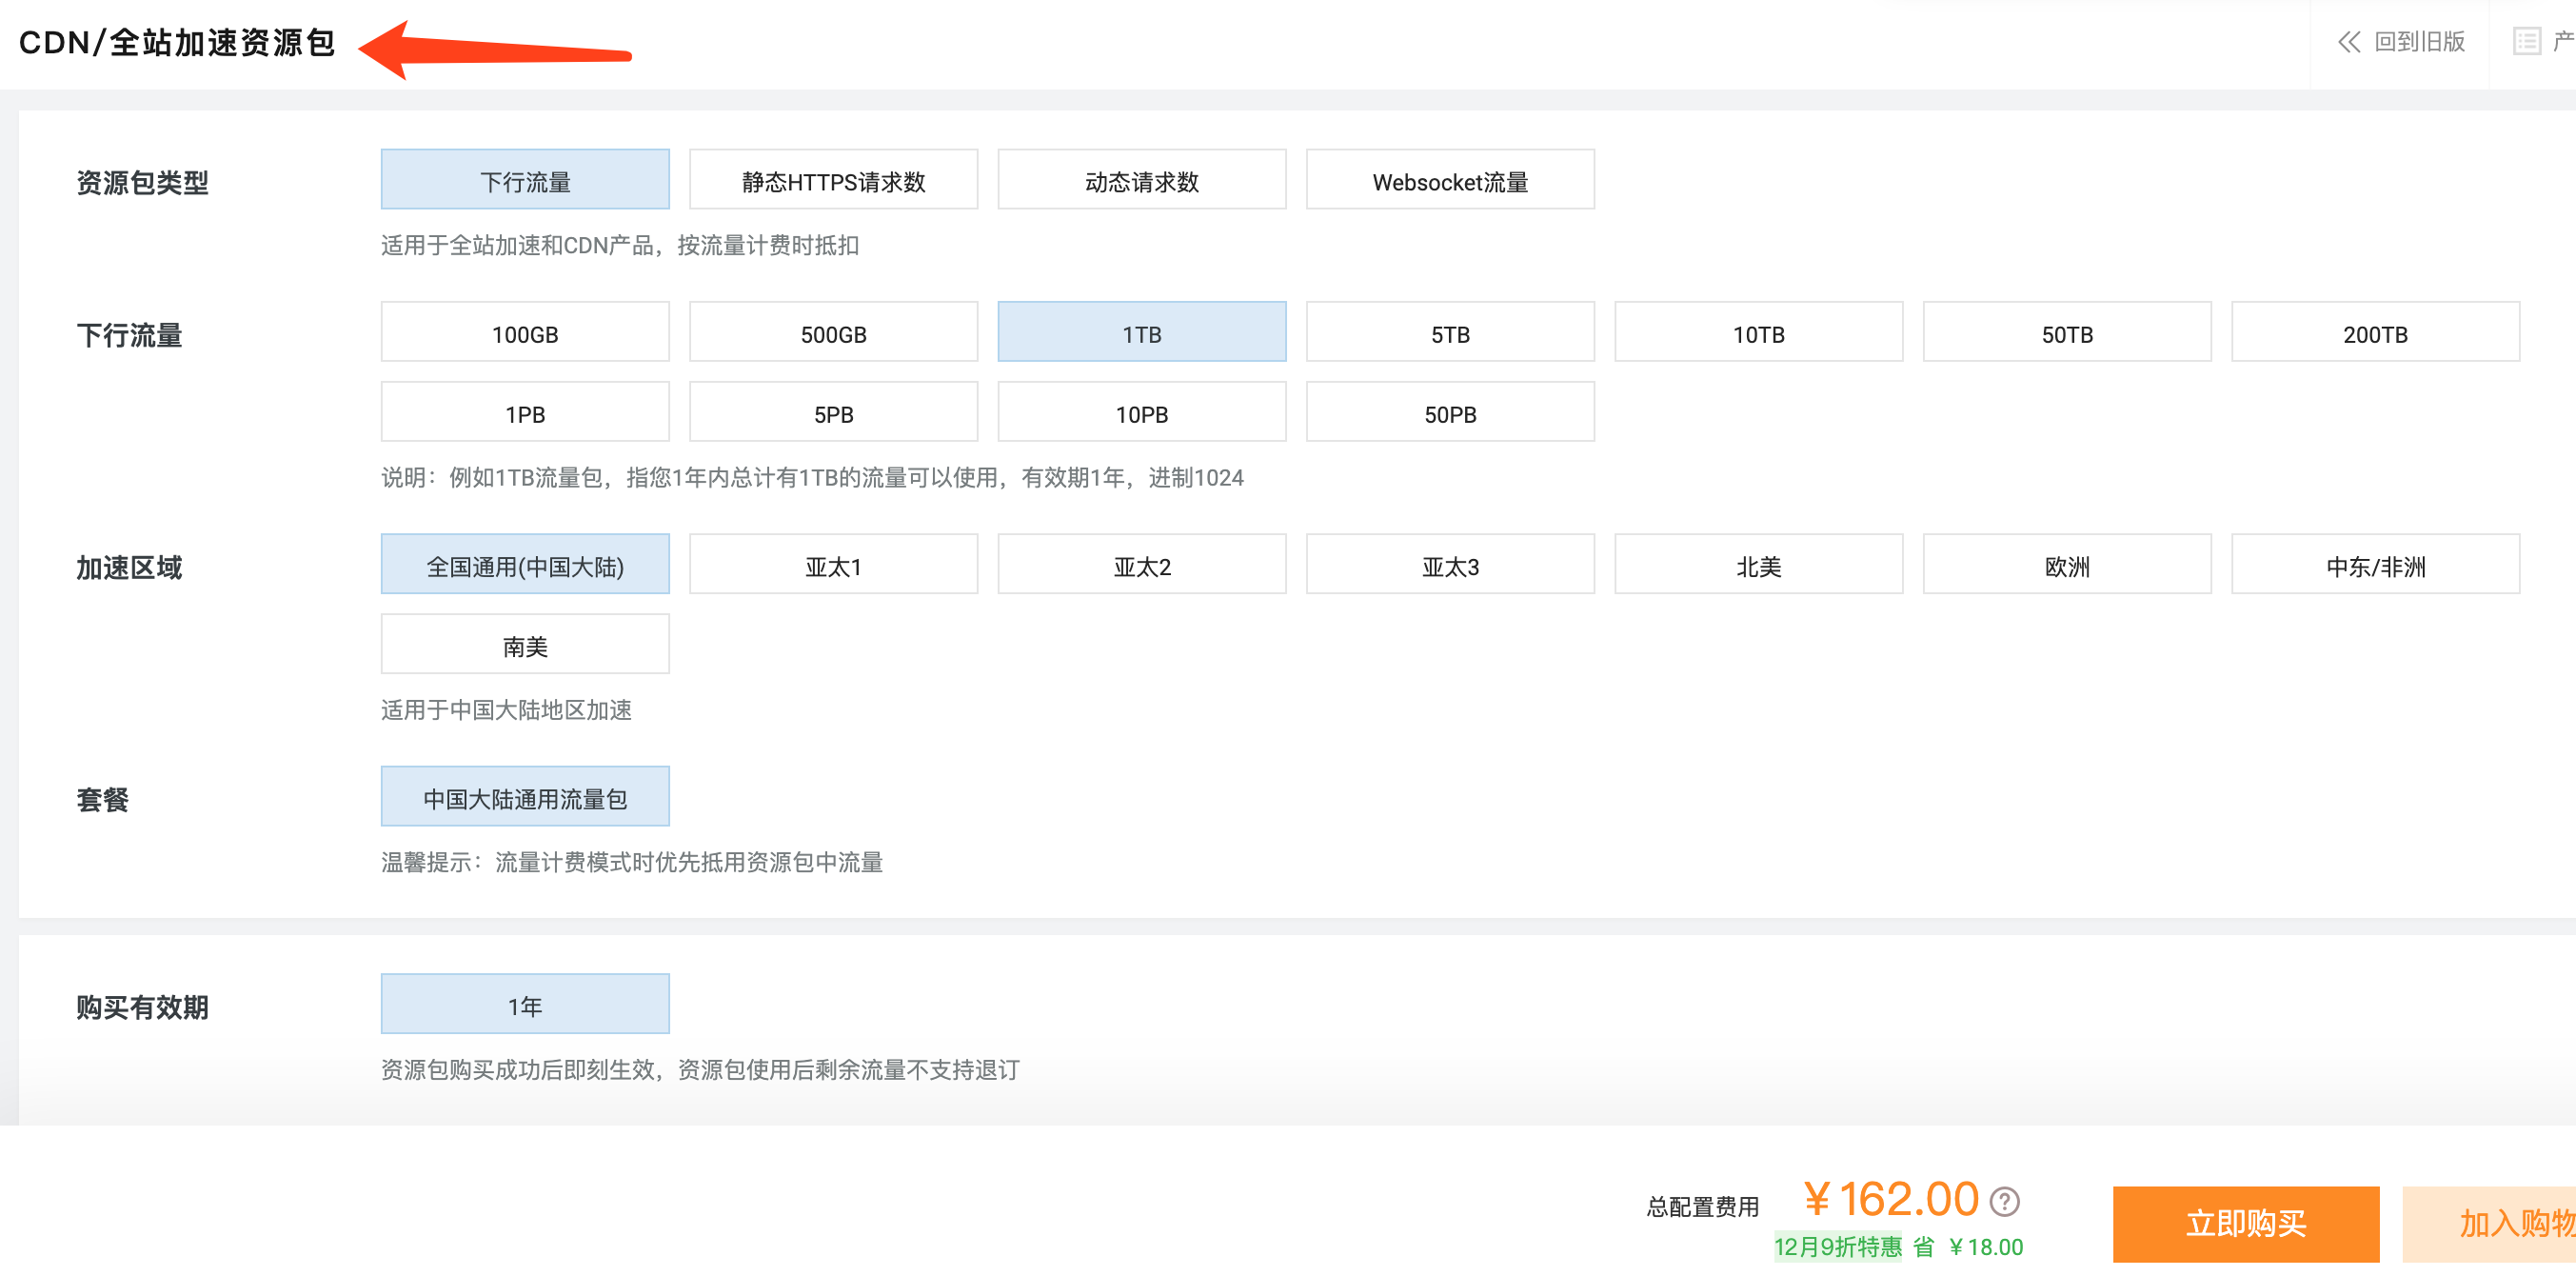 CDN/全站加速资源包
回到旧版
产
资源包类型
下行流量
静态HTTPS请求数
动态请求数
Websocket流量
适用于全站加速和CDN产品，按流量计费时抵扣
下行流量
100GB
500GB
1TB
5TB
10TB
50TB
200TB
1PB
5PB
10PB
50PB
说明：例如1TB流量包，指您1年内总计有1TB的流量可以使用，有效期1年，进制1024
加速区域
全国通用(中国大陆)
亚太1
亚太2
亚太3
北美
欧洲
中东/非洲
南美
适用于中国大陆地区加速
套餐
中国大陆通用流量包
温馨提示：流量计费模式时优先抵用资源包中流量
购买有效期
1年
资源包购买成功后即刻生效，资源包使用后剩余流量不支持退订
总配置费用
¥162.00
12月9折特惠 省 ¥18.00
立即购买
加入购物